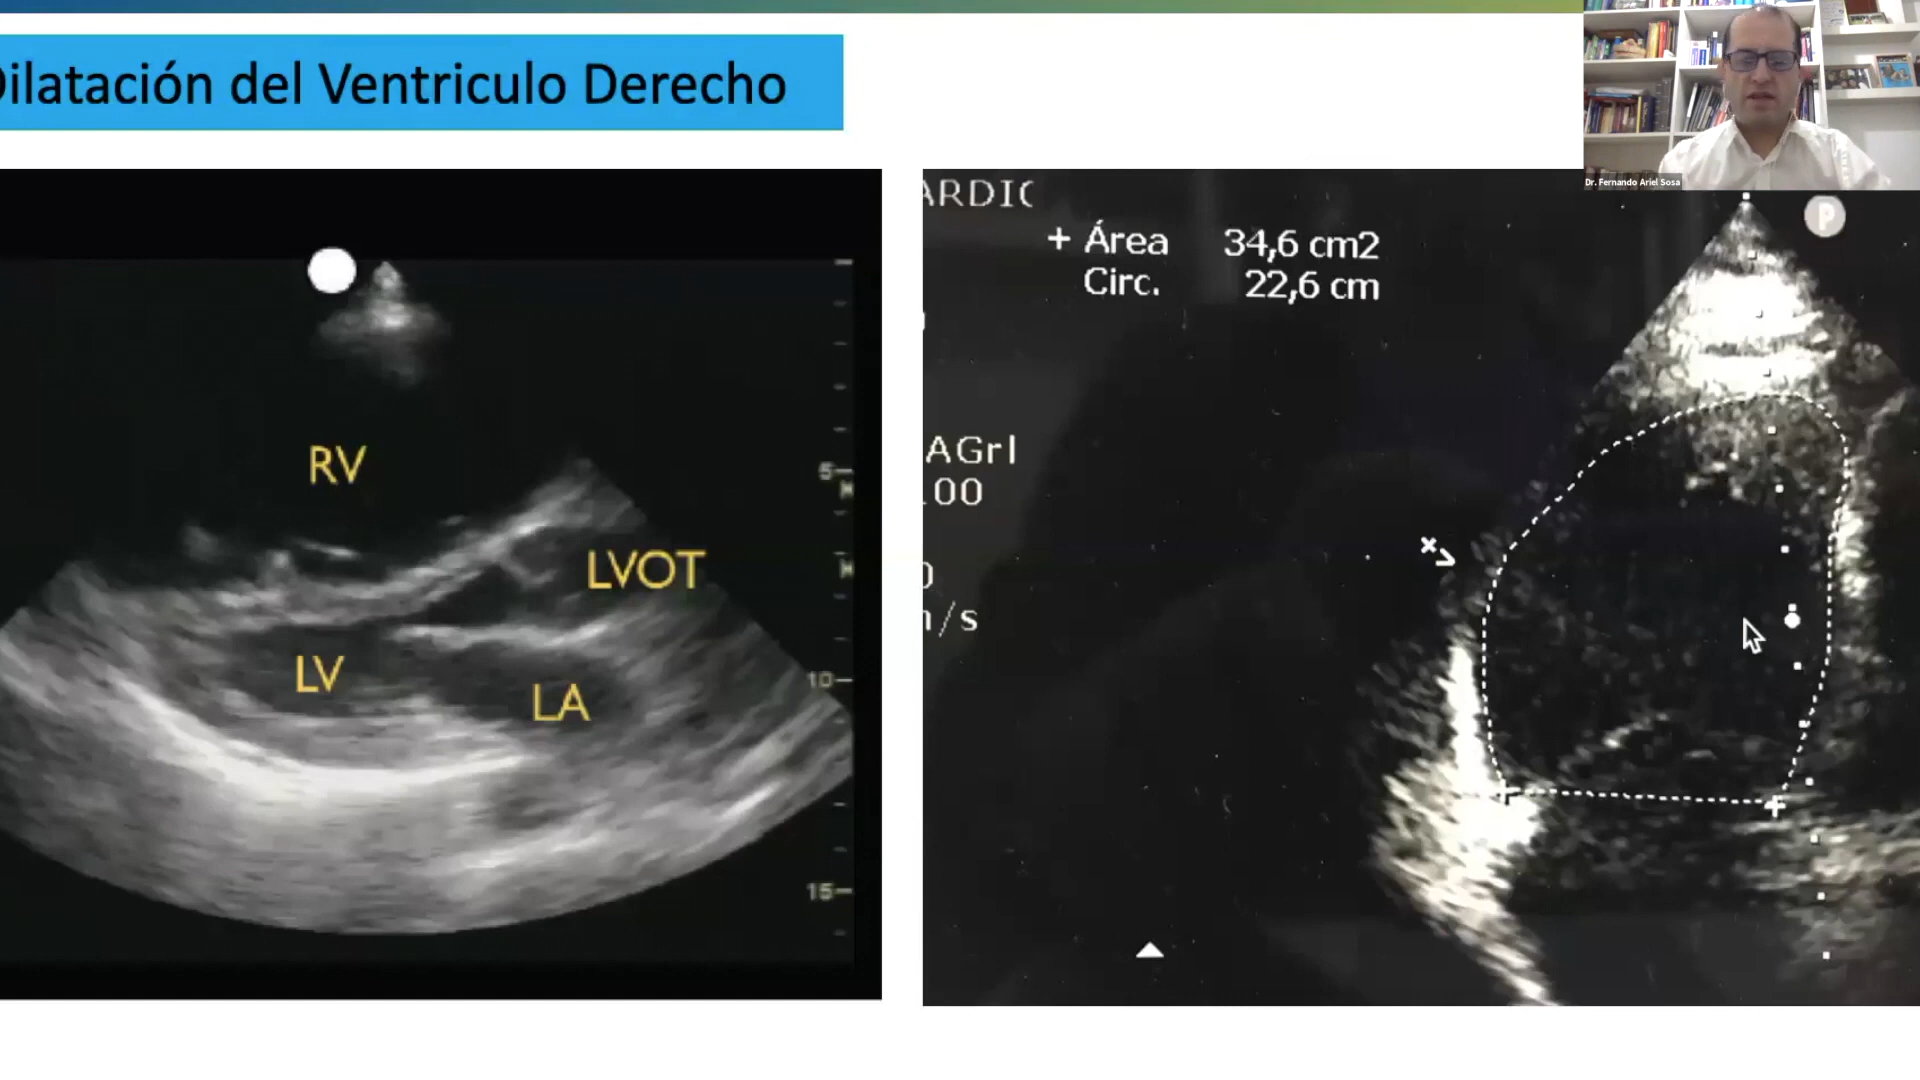 Dilatación del Ventriculo Derecho
Dr. Fernando Ariel Sosa
RV
LVOT
LV
LA
5
10
15
ARDIC
+ Área 34,6 cm2
Circ. 22,6 cm
P
AGrl
.00
/s